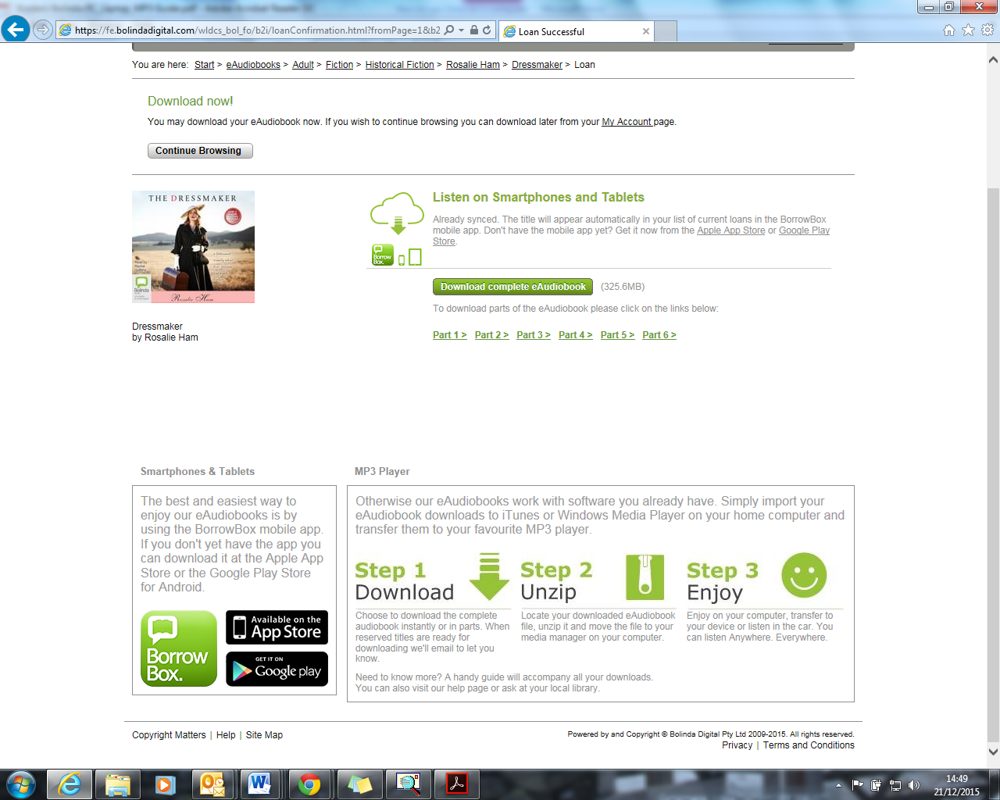 https://fe.bolindadigital.com/wldcs_bol_fo/b2i/loanConfirmation.html?fromPage=1&b2
Loan Successful
You are here: Start > eAudiobooks > Adult > Fiction > Historical Fiction > Rosalie Ham > Dressmaker > Loan
Download now!
You may download your eAudiobook now. If you wish to continue browsing you can download later from your My Account page.
Continue Browsing
THE DRESSMAKER
Bolinda
Rosalie Ham
Dressmaker
by Rosalie Ham
Listen on Smartphones and Tablets
Already synced. The title will appear automatically in your list of current loans in the BorrowBox
mobile app. Don't have the mobile app yet? Get it now from the Apple App Store or Google Play
Store.
Borrow
Box.
Download complete eAudiobook (325.6MB)
To download parts of the eAudiobook please click on the links below:
Part 1 > Part 2 > Part 3 > Part 4 > Part 5 > Part 6 >
Smartphones & Tablets
The best and easiest way to
enjoy our eAudiobooks is by
using the BorrowBox mobile app.
If you don't yet have the app you
can download it at the Apple App
Store or the Google Play Store
for Android.
Borrow
Box.
Available on the
App Store
GET IT ON
Google play
MP3 Player
Otherwise our eAudiobooks work with software you already have. Simply import your
eAudiobook downloads to iTunes or Windows Media Player on your home computer and
transfer them to your favourite MP3 player.
Step 1
Download
Choose to download the complete
audiobook instantly or in parts. When
reserved titles are ready for
downloading we'll email to let you
know.
Step 2
Unzip
Locate your downloaded eAudiobook
file, unzip it and move the file to your
media manager on your computer.
Step 3
Enjoy
Enjoy on your computer, transfer to
your device or listen in the car. You
can listen Anywhere. Everywhere.
Need to know more? A handy guide will accompany all your downloads.
You can also visit our help page or ask at your local library.
Copyright Matters | Help | Site Map
Powered by and Copyright © Bolinda Digital Pty Ltd 2009-2015. All rights reserved.
Privacy | Terms and Conditions
14:49
21/12/2015